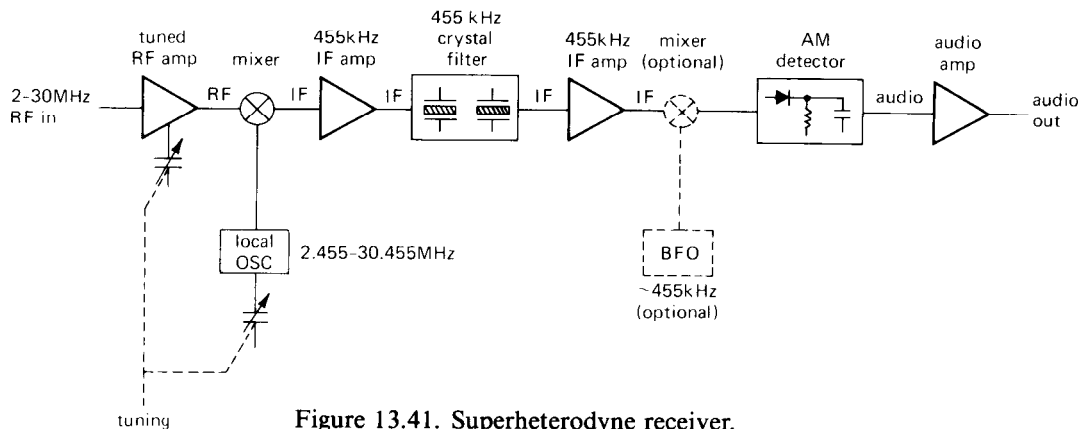 tuned
RF amp
mixer
455kHz
IF amp
455 kHz
crystal
filter
455kHz
IF amp
mixer
(optional)
AM
detector
audio
amp
2-30MHz
RF in
RF
IF
IF
IF
IF
audio
audio
out
local
OSC
2.455-30.455MHz
BFO
~455kHz
(optional)
tuning
Figure 13.41. Superheterodyne receiver.